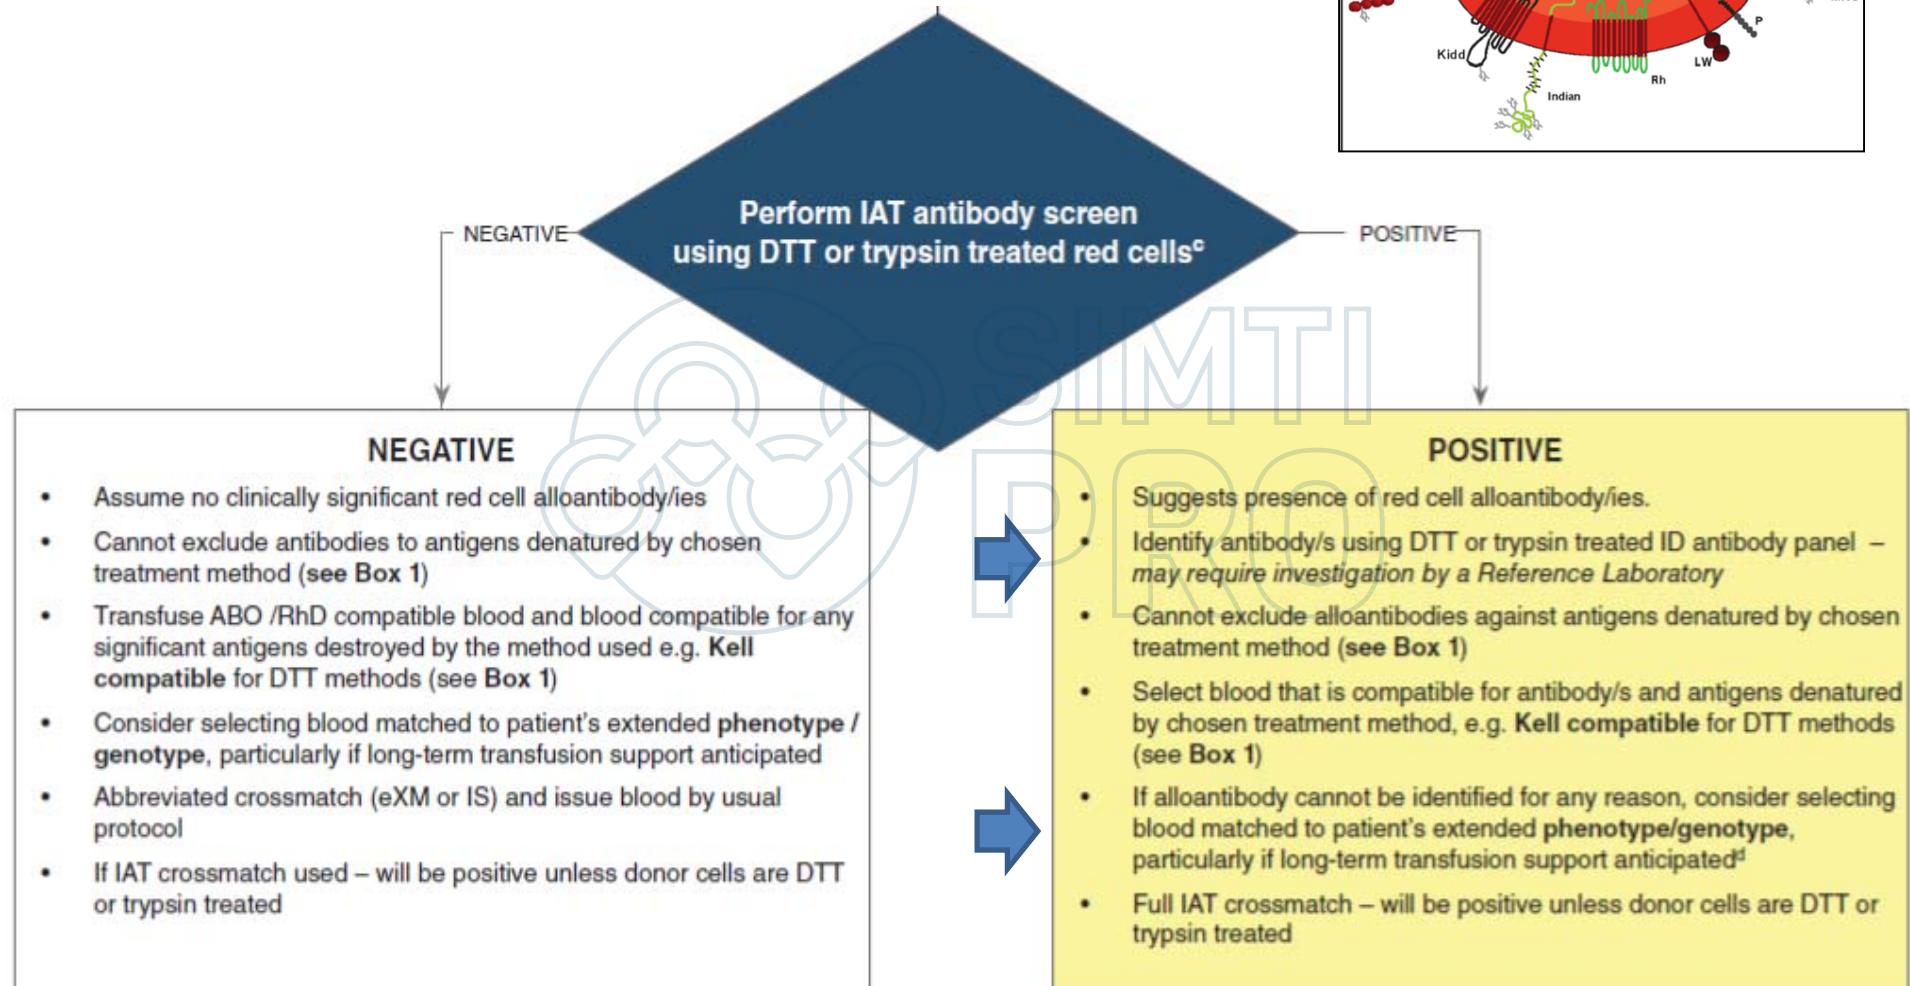 P
Kidd
LW
Rh
Indian
Perform IAT antibody screen
using DTT or trypsin treated red cellsᶜ
NEGATIVE
POSITIVE
SIMTI
PRO
NEGATIVE
• Assume no clinically significant red cell alloantibody/ies
• Cannot exclude antibodies to antigens denatured by chosen
treatment method (see Box 1)
• Transfuse ABO /RhD compatible blood and blood compatible for any
significant antigens destroyed by the method used e.g. Kell
compatible for DTT methods (see Box 1)
• Consider selecting blood matched to patient's extended phenotype /
genotype, particularly if long-term transfusion support anticipated
• Abbreviated crossmatch (eXM or IS) and issue blood by usual
protocol
• If IAT crossmatch used – will be positive unless donor cells are DTT
or trypsin treated
POSITIVE
• Suggests presence of red cell alloantibody/ies.
• Identify antibody/s using DTT or trypsin treated ID antibody panel –
may require investigation by a Reference Laboratory
• Cannot exclude alloantibodies against antigens denatured by chosen
treatment method (see Box 1)
• Select blood that is compatible for antibody/s and antigens denatured
by chosen treatment method, e.g. Kell compatible for DTT methods
(see Box 1)
• If alloantibody cannot be identified for any reason, consider selecting
blood matched to patient's extended phenotype/genotype,
particularly if long-term transfusion support anticipatedᵈ
• Full IAT crossmatch – will be positive unless donor cells are DTT or
trypsin treated